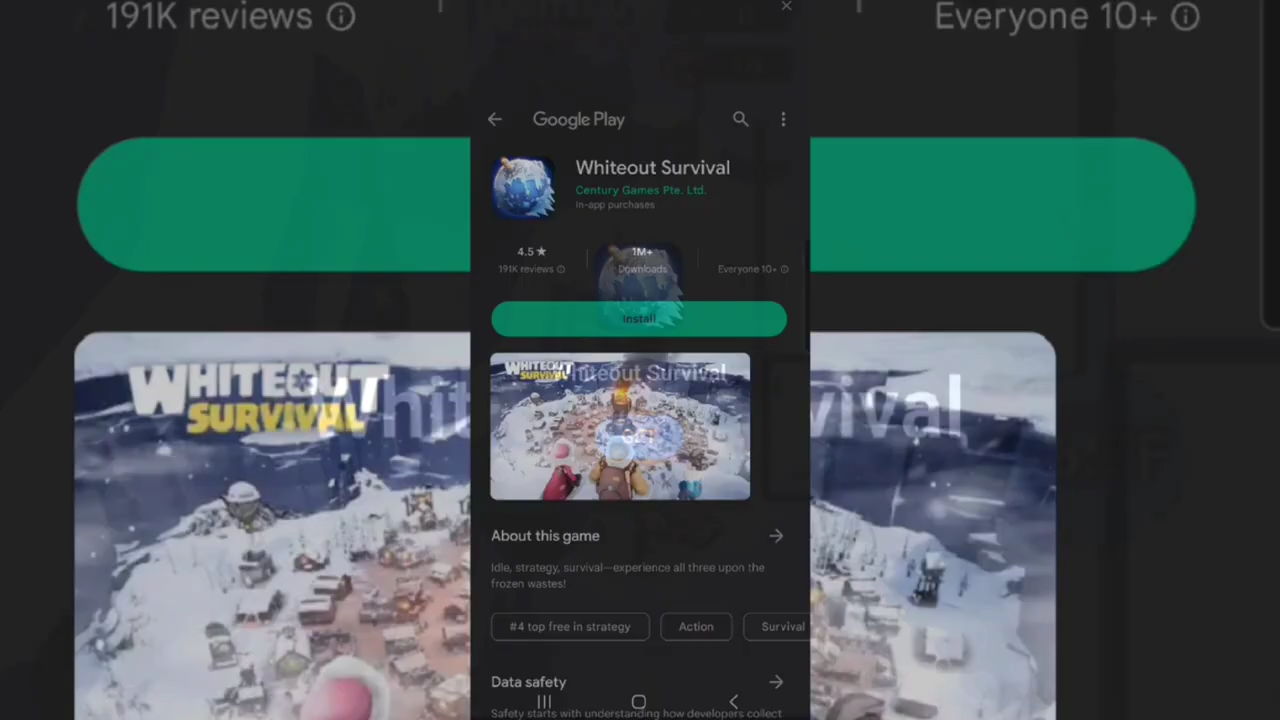 191K reviews
Everyone 10+
Google Play
Whiteout Survival
Century Games Pte. Ltd.
In-app purchases
4.5★
1M+
191K reviews
Downloads
Everyone 10+
Install
WHITEOUT
SURVIVAL
Whiteout Survival
WHITEOUT
SURVIVAL
About this game
Idle, strategy, survival—experience all three upon the
frozen wastes!
#4 top free in strategy
Action
Survival
Data safety
Safety starts with understanding how developers collect